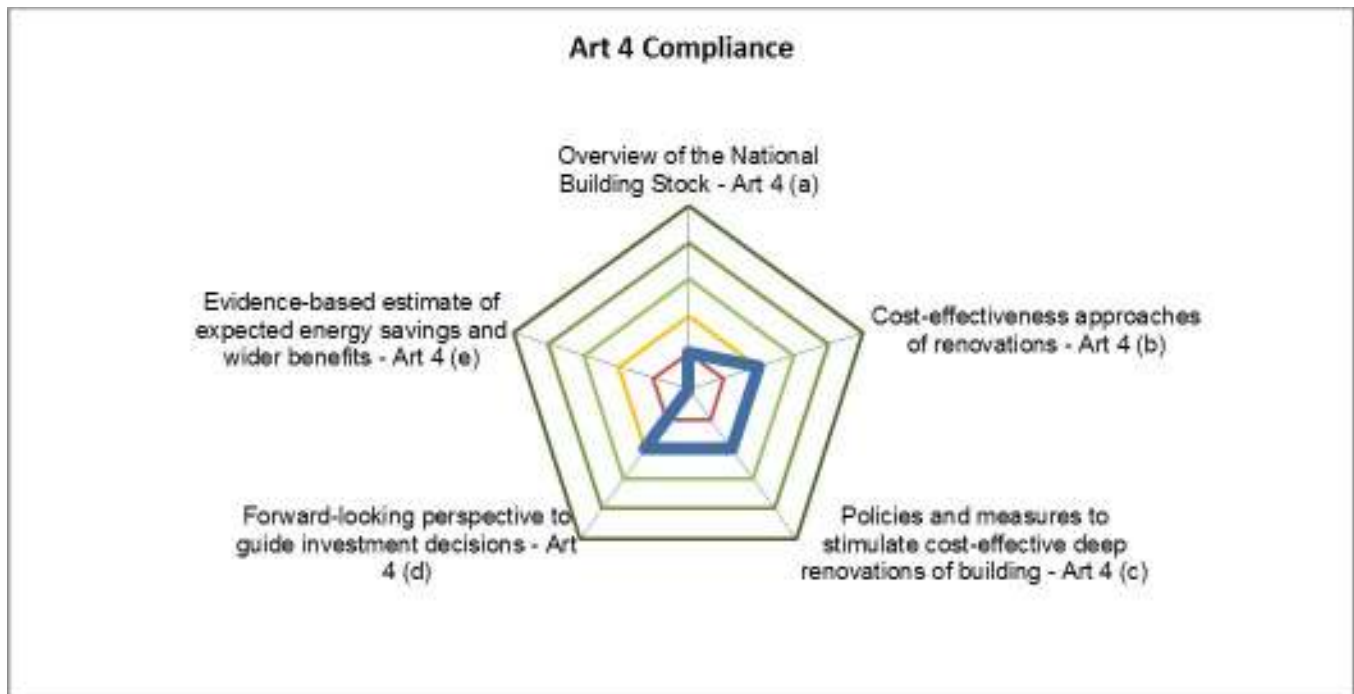 Art 4 Compliance
Overview of the National
Building Stock - Art 4 (a)
Cost-effectiveness approaches
of renovations - Art 4 (b)
Policies and measures to
stimulate cost-effective deep
renovations of building - Art 4 (c)
Forward-looking perspective to
guide investment decisions - Art
4 (d)
Evidence-based estimate of
expected energy savings and
wider benefits - Art 4 (e)